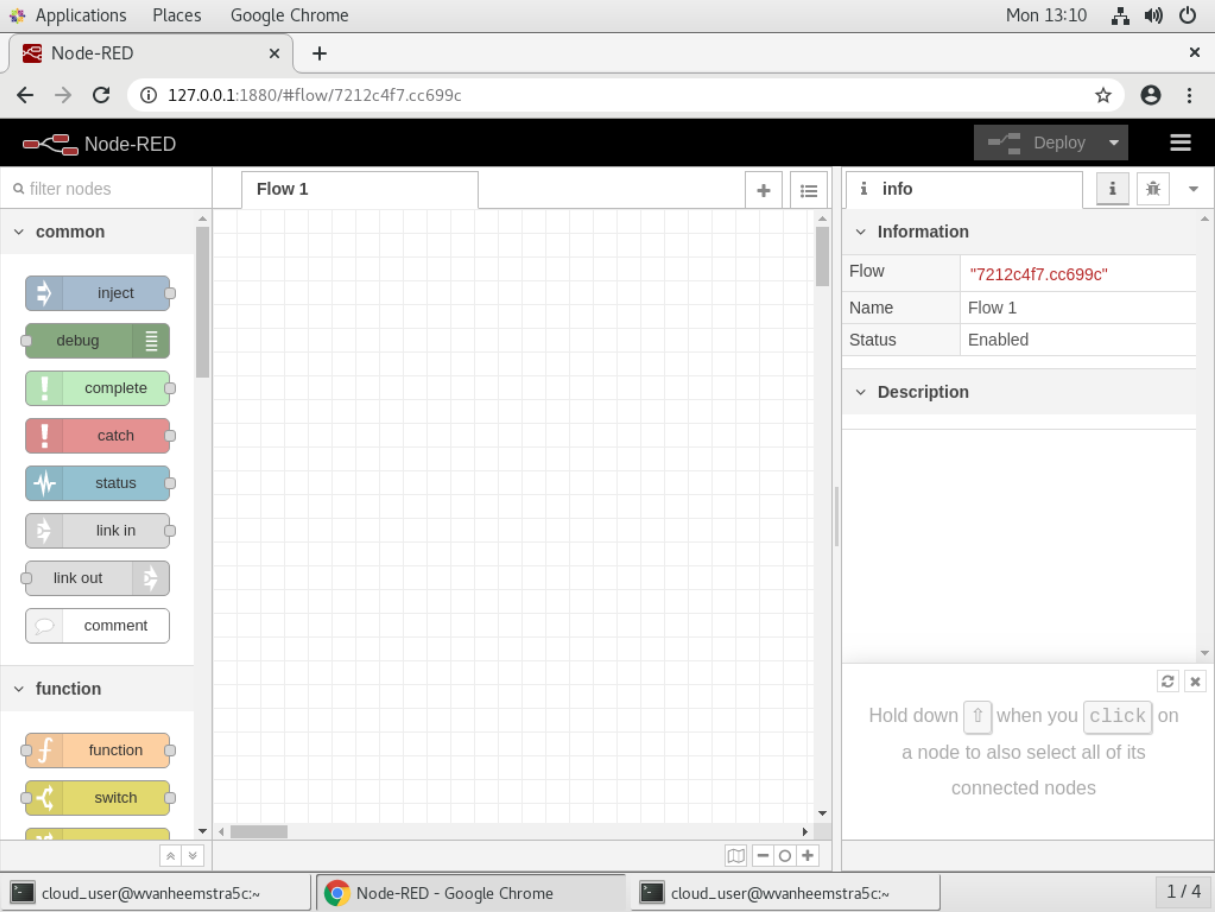 Applications Places Google Chrome Mon 13:10
Node-RED
127.0.0.1:1880/#flow/7212c4f7.cc699c
Node-RED Deploy
filter nodes Flow 1 info
common
inject
debug
complete
catch
status
link in
link out
comment
function
function
switch
Information
Flow "7212c4f7.cc699c"
Name Flow 1
Status Enabled
Description
Hold down ⇧ when you click on
a node to also select all of its
connected nodes
cloud_user@wvanheemstra5c:~ Node-RED - Google Chrome cloud_user@wvanheemstra5c:~ 1 / 4